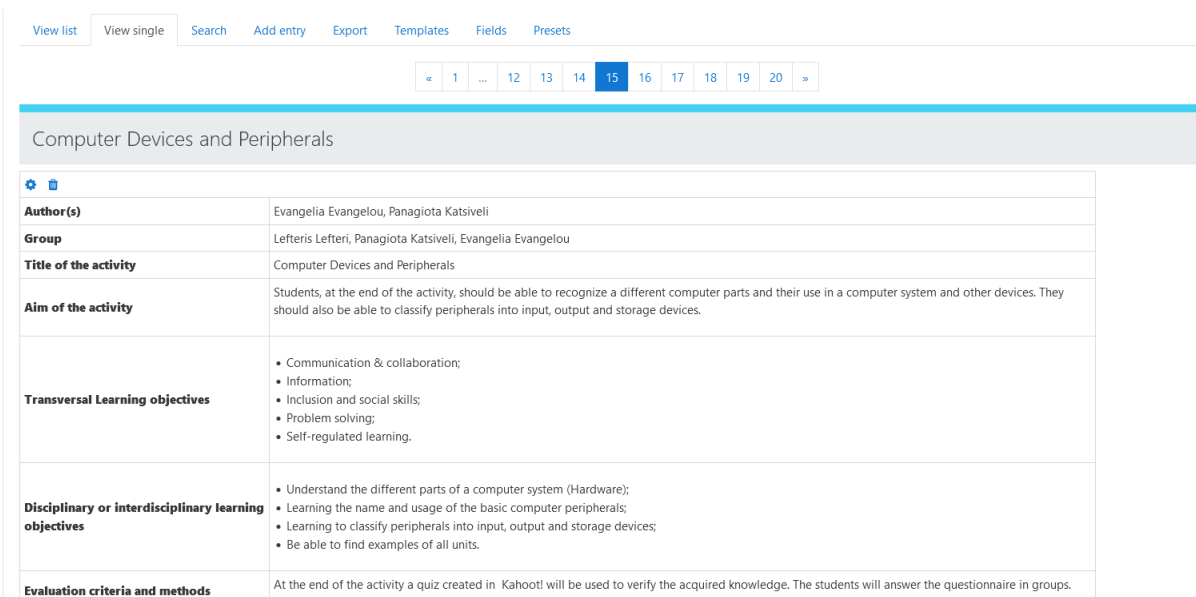 View list View single Search Add entry Export Templates Fields Presets
« 1 ... 12 13 14 15 16 17 18 19 20 »
Computer Devices and Peripherals
Author(s) Evangelia Evangelou, Panagiota Katsiveli
Group Lefteris Lefteri, Panagiota Katsiveli, Evangelia Evangelou
Title of the activity Computer Devices and Peripherals
Aim of the activity
Students, at the end of the activity, should be able to recognize a different computer parts and their use in a computer system and other devices. They
should also be able to classify peripherals into input, output and storage devices.
Transversal Learning objectives
• Communication & collaboration;
• Information;
• Inclusion and social skills;
• Problem solving;
• Self-regulated learning.
Disciplinary or interdisciplinary learning
objectives
• Understand the different parts of a computer system (Hardware);
• Learning the name and usage of the basic computer peripherals;
• Learning to classify peripherals into input, output and storage devices;
• Be able to find examples of all units.
Evaluation criteria and methods
At the end of the activity a quiz created in Kahoot! will be used to verify the acquired knowledge. The students will answer the questionnaire in groups.